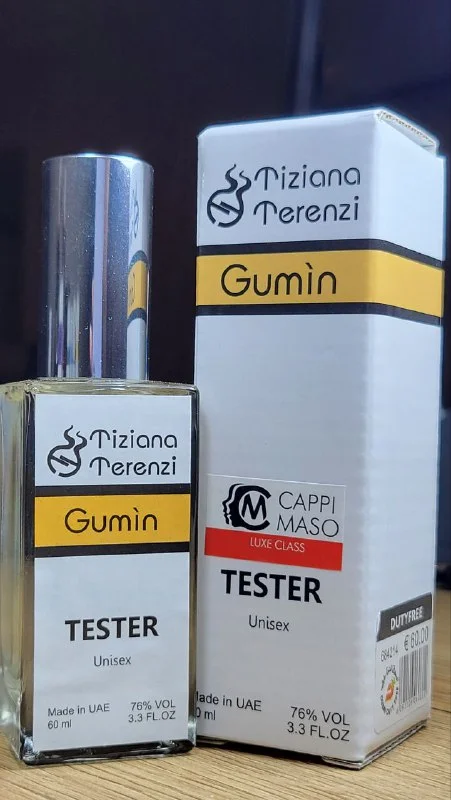 Tiziana
Terenzi
Gumìn
CAPPI
MASO
LUXE CLASS
TESTER
Unisex
Made in UAE
76% VOL
3.3 FL.OZ
DUTYFREE
€ 60.00
Tiziana
Terenzi
Gumìn
TESTER
Unisex
Made in UAE
76% VOL
60 ml
3.3 FL.OZ